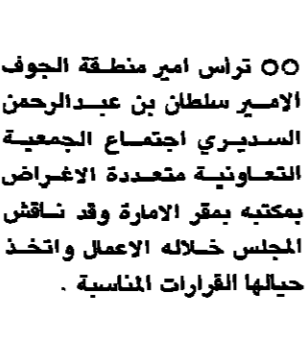 ○○ ترأس امير منطقة الجوف
الامير سلطان بن عبدالرحمن
السديري اجتماع الجمعية
التعاونية متعددة الاغراض
بمكتبه بمقر الامارة وقد ناقش
المجلس خلاله الاعمال واتخذ
حيالها القرارات المناسبة .